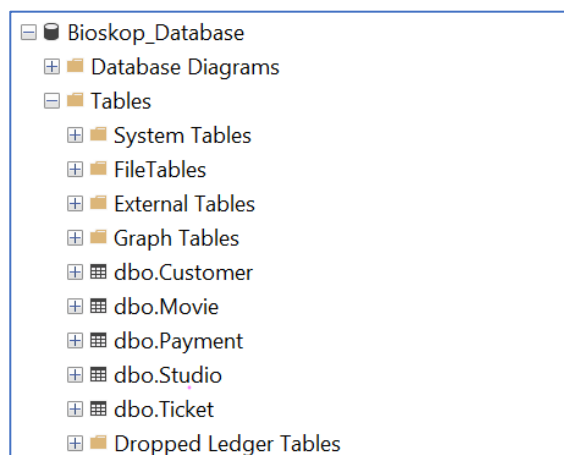 Bioskop_Database
Database Diagrams
Tables
System Tables
FileTables
External Tables
Graph Tables
dbo.Customer
dbo.Movie
dbo.Payment
dbo.Studio
dbo.Ticket
Dropped Ledger Tables